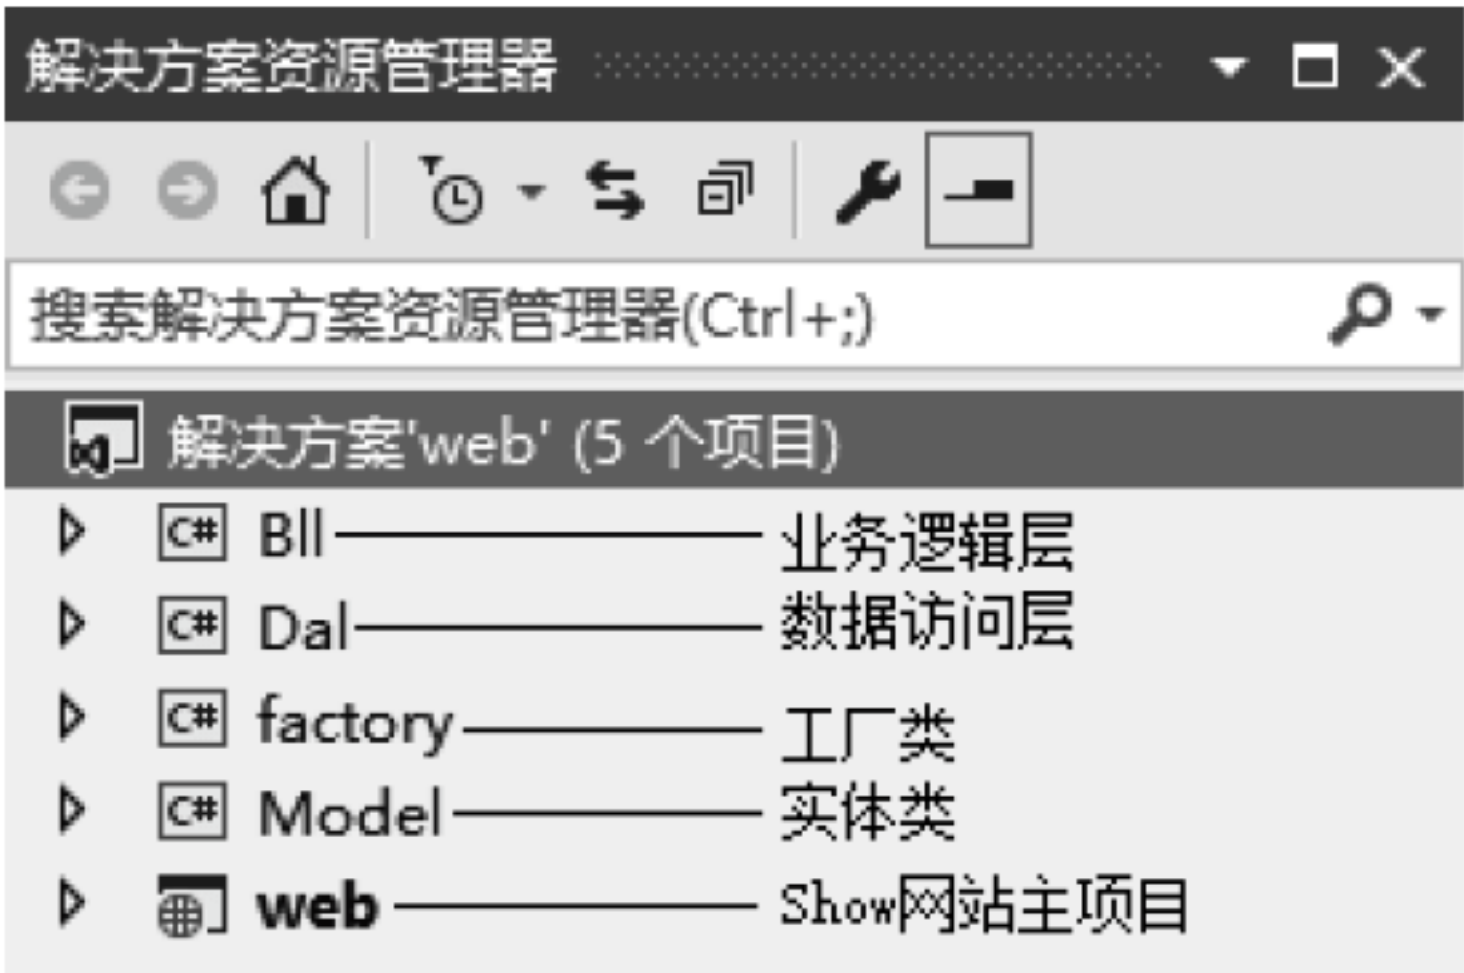 解决方案资源管理器
搜索解决方案资源管理器(Ctrl+;)
解决方案'web' (5 个项目)
C# Bll 业务逻辑层
C# Dal 数据访问层
C# factory 工厂类
C# Model 实体类
web Show网站主项目